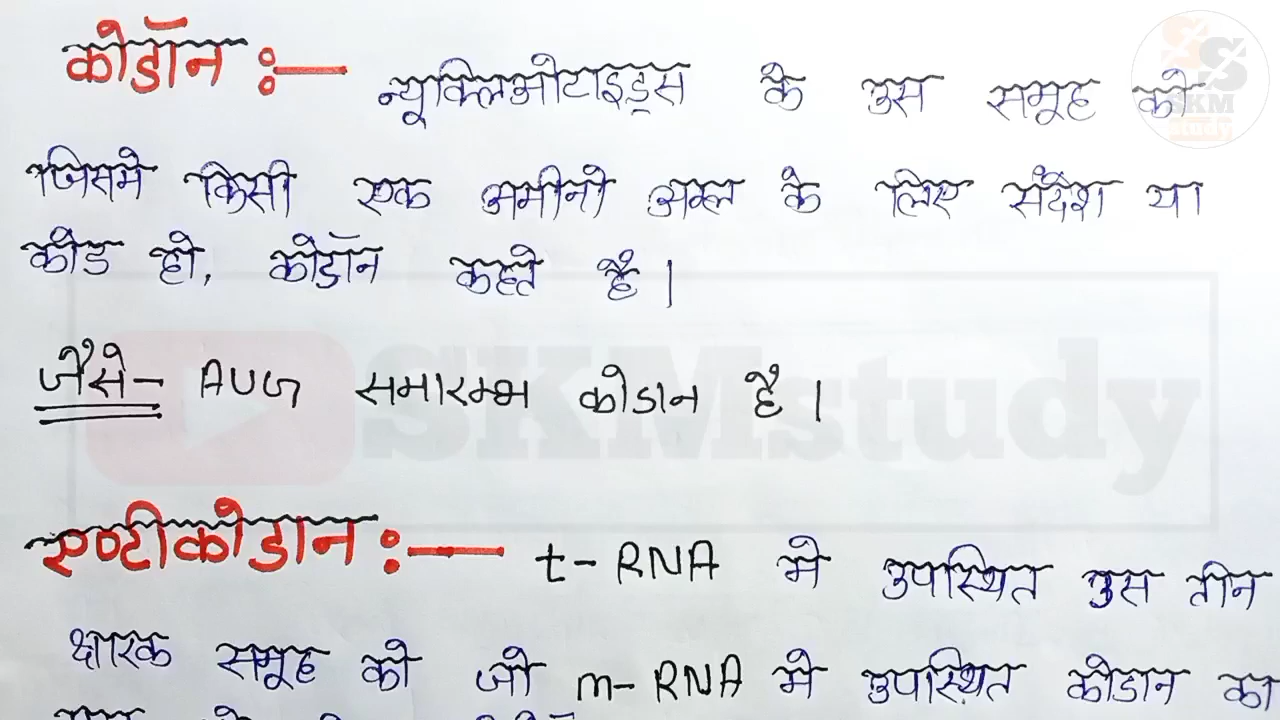 कोडॉन :— न्यूक्लिओटाइड्स के उस समूह को
जिसमे किसी एक अमीनो अम्ल के लिए संदेश या
कोड हो, कोडॉन कहते है।
जैसे— AUG समारम्भ कोडान है।
एण्टीकोडान :— t-RNA मे उपस्थित उस तीन
क्षारक समूह को जो m-RNA मे उपस्थित कोडान का
SKM
study
SKMstudy